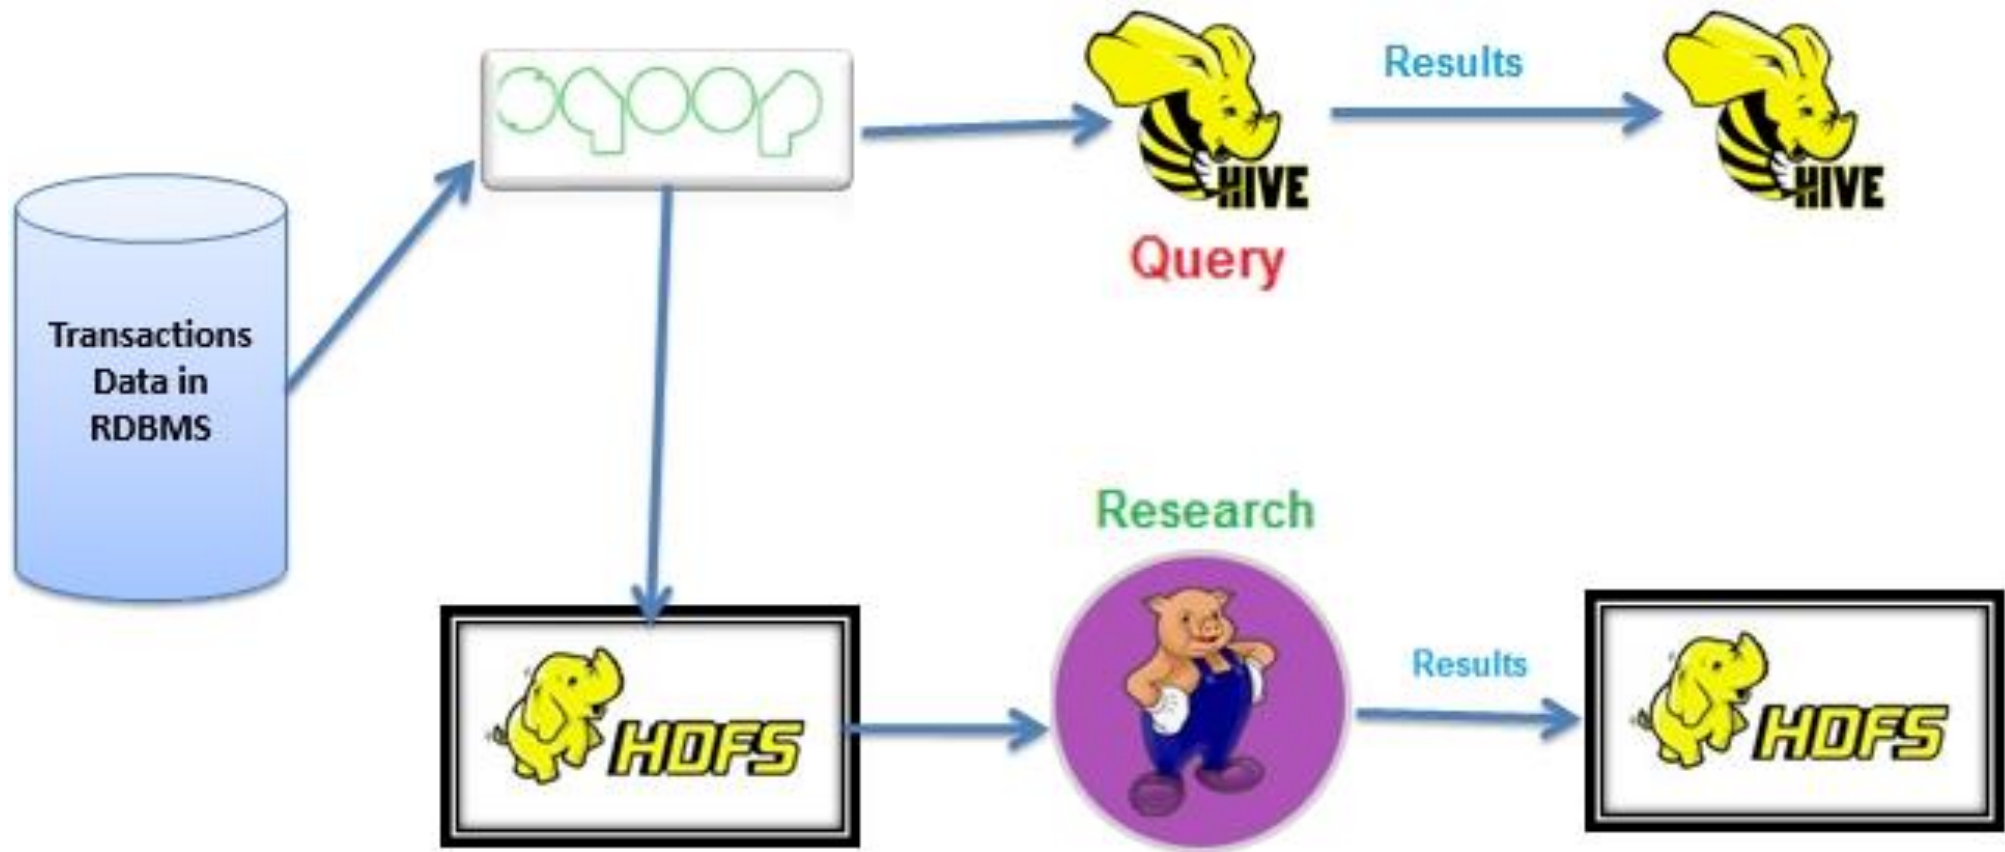 sqoop
HIVE
Results
HIVE
Query
Transactions
Data in
RDBMS
Research
Results
HDFS
HDFS